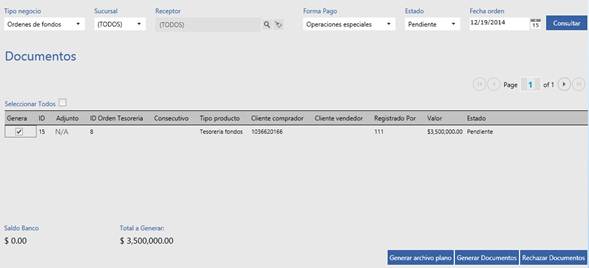 Tipo negocio Sucursal Receptor Forma Pago Estado Fecha orden
Ordenes de fondos (TODOS) (TODOS) Operaciones especiales Pendiente 12/19/2014 15 Consultar
Documentos
Page 1 of 1
Seleccionar Todos
Genera ID Adjunto ID Orden Tesoreria Consecutivo Tipo producto Cliente comprador Cliente vendedor Registrado Por Valor Estado
15 N/A 8 Tesoreria fondos 1036620166 111 $3,500,000.00 Pendiente
Saldo Banco Total a Generar:
$ 0.00 $ 3,500,000.00
Generar archivo plano Generar Documentos Rechazar Documentos